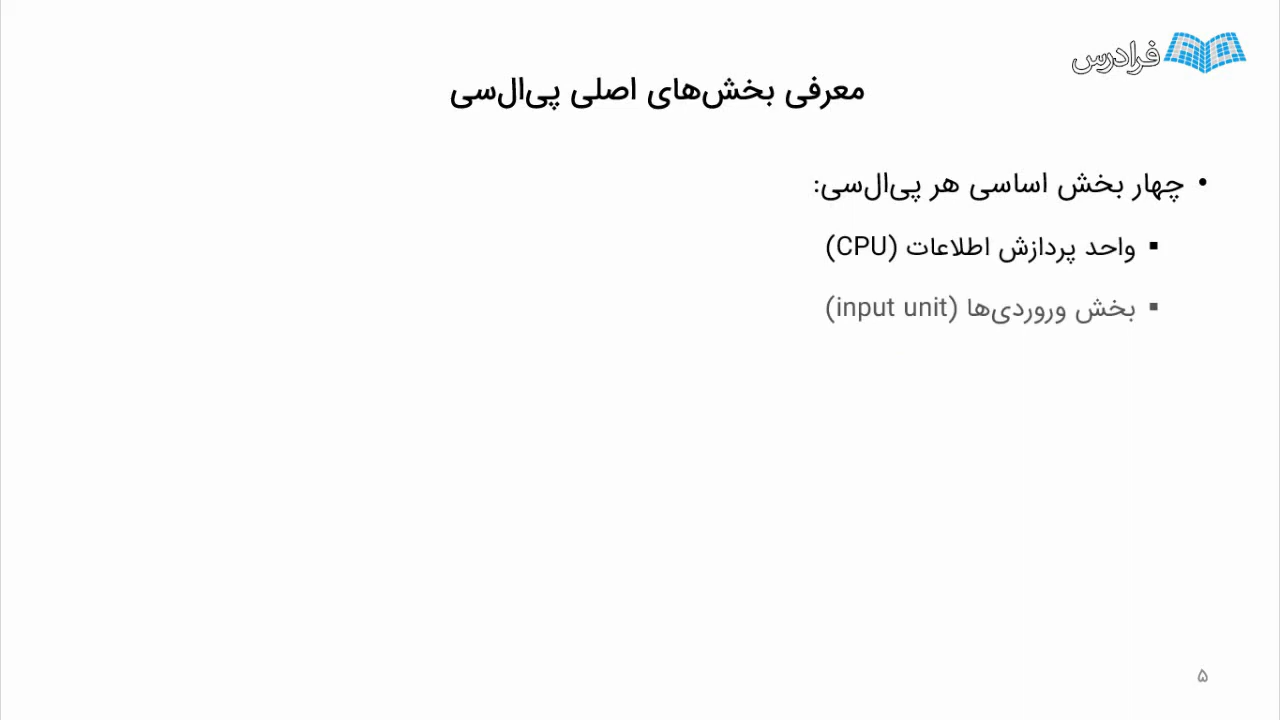 فرادرس
معرفی بخش‌های اصلی پی‌ال‌سی
• چهار بخش اساسی هر پی‌ال‌سی:
▪ واحد پردازش اطلاعات (CPU)
▪ بخش وروردی‌ها (input unit)
۵